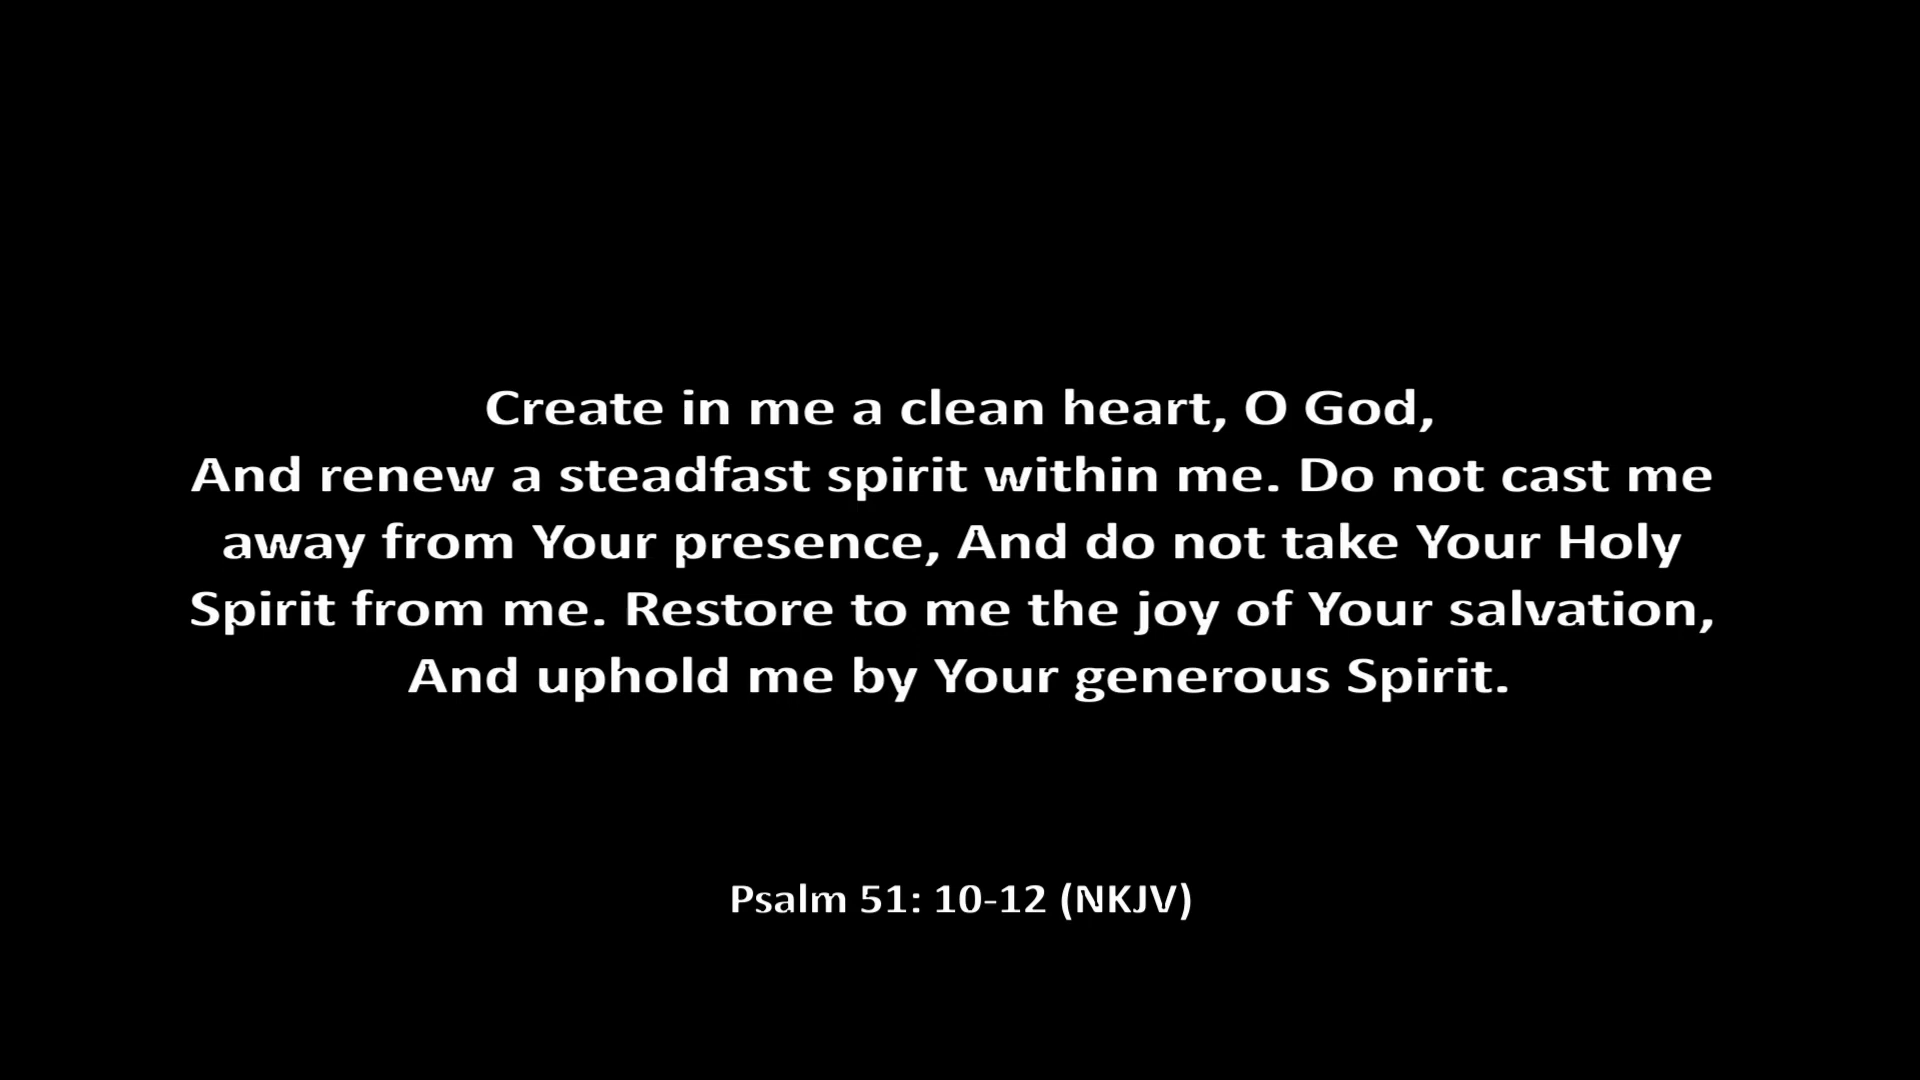 Create in me a clean heart, O God,
And renew a steadfast spirit within me. Do not cast me
away from Your presence, And do not take Your Holy
Spirit from me. Restore to me the joy of Your salvation,
And uphold me by Your generous Spirit.
Psalm 51: 10-12 (NKJV)